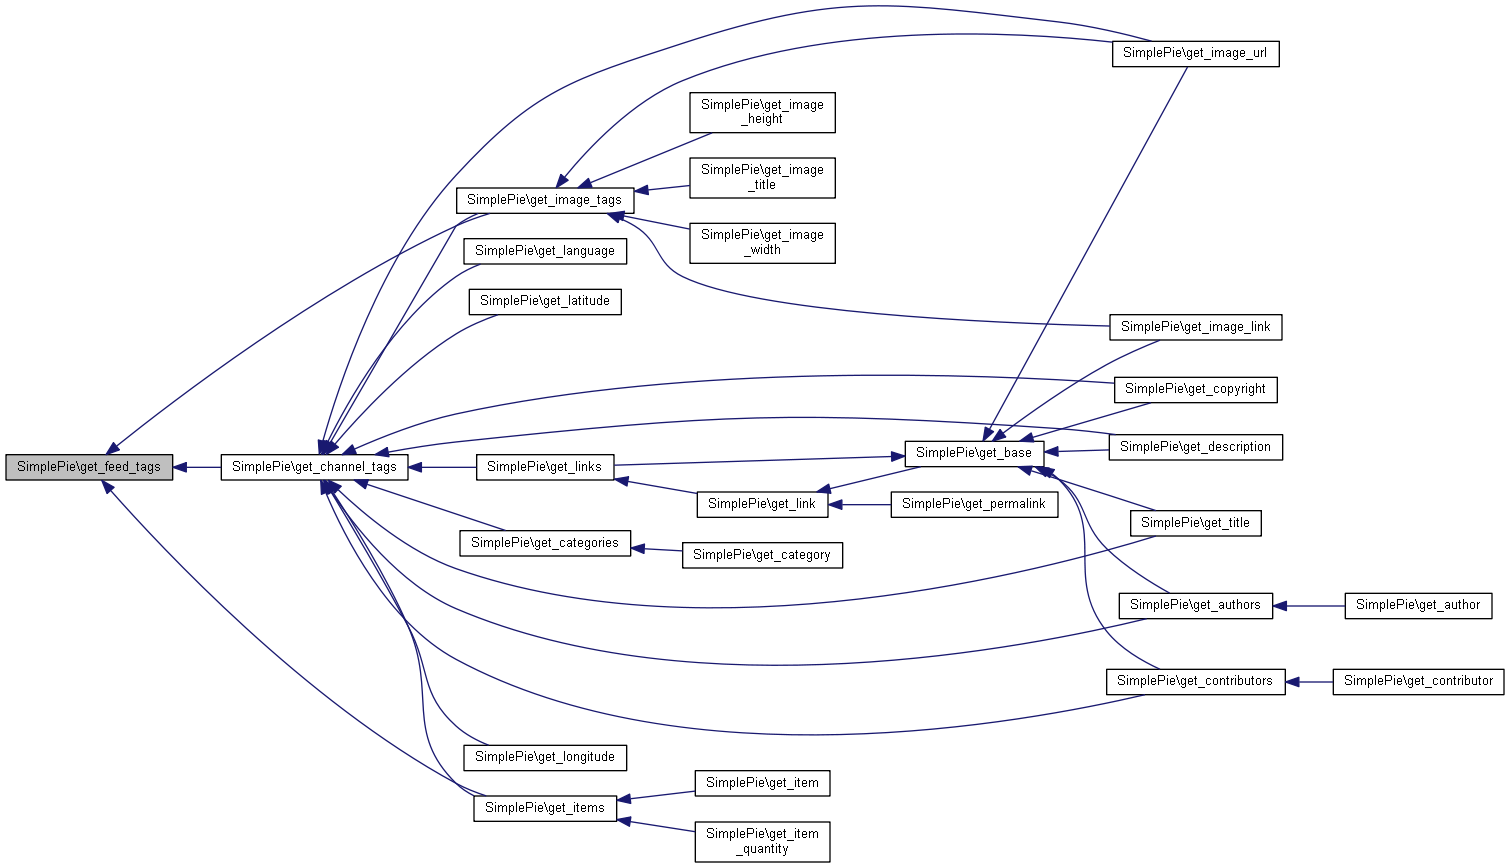 SimplePie\get_image_url
SimplePie\get_image
_height
SimplePie\get_image
_title
SimplePie\get_image_tags
SimplePie\get_image
_width
SimplePie\get_language
SimplePie\get_latitude
SimplePie\get_image_link
SimplePie\get_copyright
SimplePie\get_description
SimplePie\get_base
SimplePie\get_feed_tags
SimplePie\get_channel_tags
SimplePie\get_links
SimplePie\get_link
SimplePie\get_permalink
SimplePie\get_title
SimplePie\get_categories
SimplePie\get_category
SimplePie\get_authors
SimplePie\get_author
SimplePie\get_contributors
SimplePie\get_contributor
SimplePie\get_longitude
SimplePie\get_item
SimplePie\get_items
SimplePie\get_item
_quantity